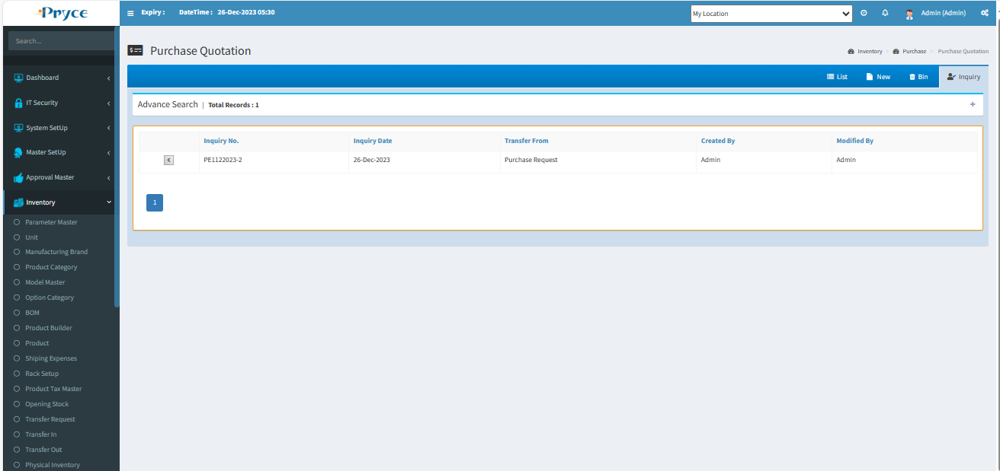 Pryce
Expiry : DateTime : 26-Dec-2023 05:30
My Location
Admin (Admin)
Search...
Dashboard
IT Security
System SetUp
Master SetUp
Approval Master
Inventory
Parameter Master
Unit
Manufacturing Brand
Product Category
Model Master
Option Category
BOM
Product Builder
Product
Shiping Expenses
Rack Setup
Product Tax Master
Opening Stock
Transfer Request
Transfer In
Transfer Out
Physical Inventory
Purchase Quotation
Inventory > Purchase > Purchase Quotation
List New Bin Inquiry
Advance Search | Total Records : 1
Inquiry No. Inquiry Date Transfer From Created By Modified By
PE1122023-2 26-Dec-2023 Purchase Request Admin Admin
1